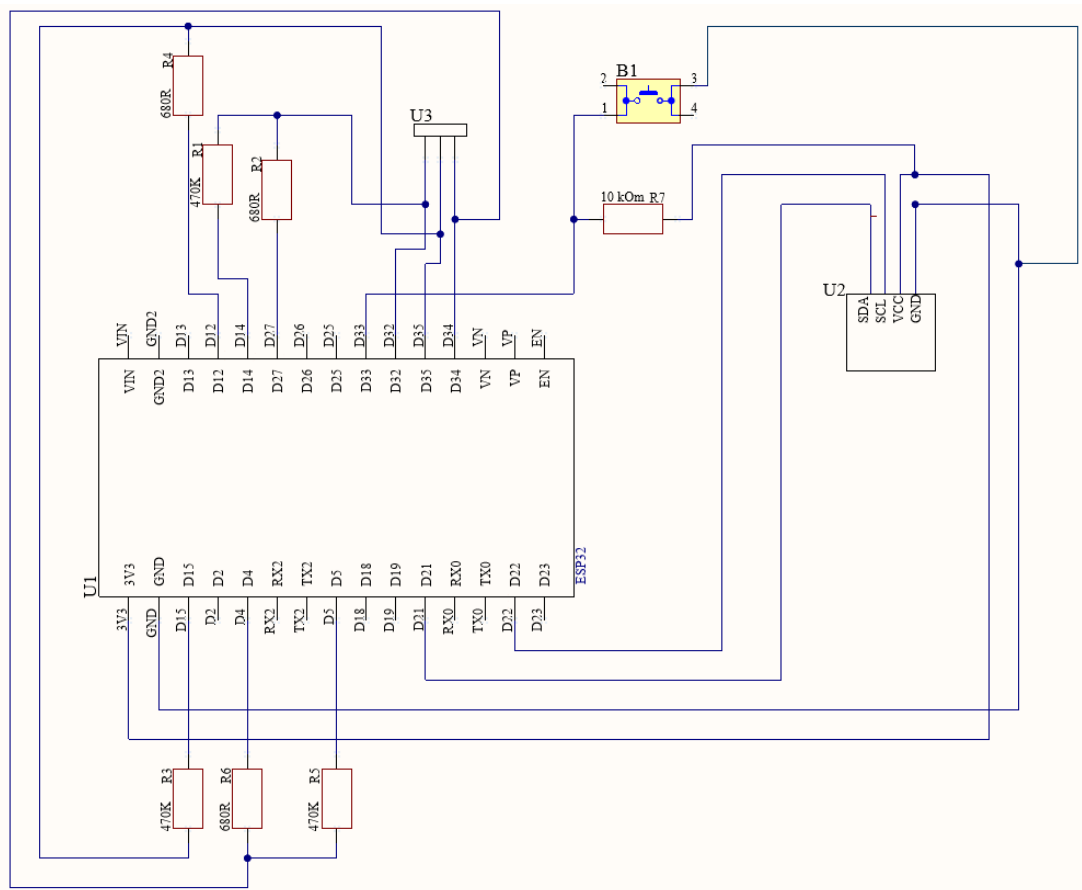 R4
680R
R1
470K
R2
680R
U3
B1
2
3
1
4
10 kOm R7
U2
SDA
SCL
VCC
GND
VIN
GND2
D13
D12
D14
D27
D26
D25
D33
D32
D35
D34
VN
VP
EN
VIN
GND2
D13
D12
D14
D27
D26
D25
D33
D32
D35
D34
VN
VP
EN
U1
ESP32
3V3
GND
D15
D2
D4
RX2
TX2
D5
D18
D19
D21
RX0
TX0
D22
D23
3V3
GND
D15
D2
D4
RX2
TX2
D5
D18
D19
D21
RX0
TX0
D22
D23
R3
470K
R6
680R
R5
470K